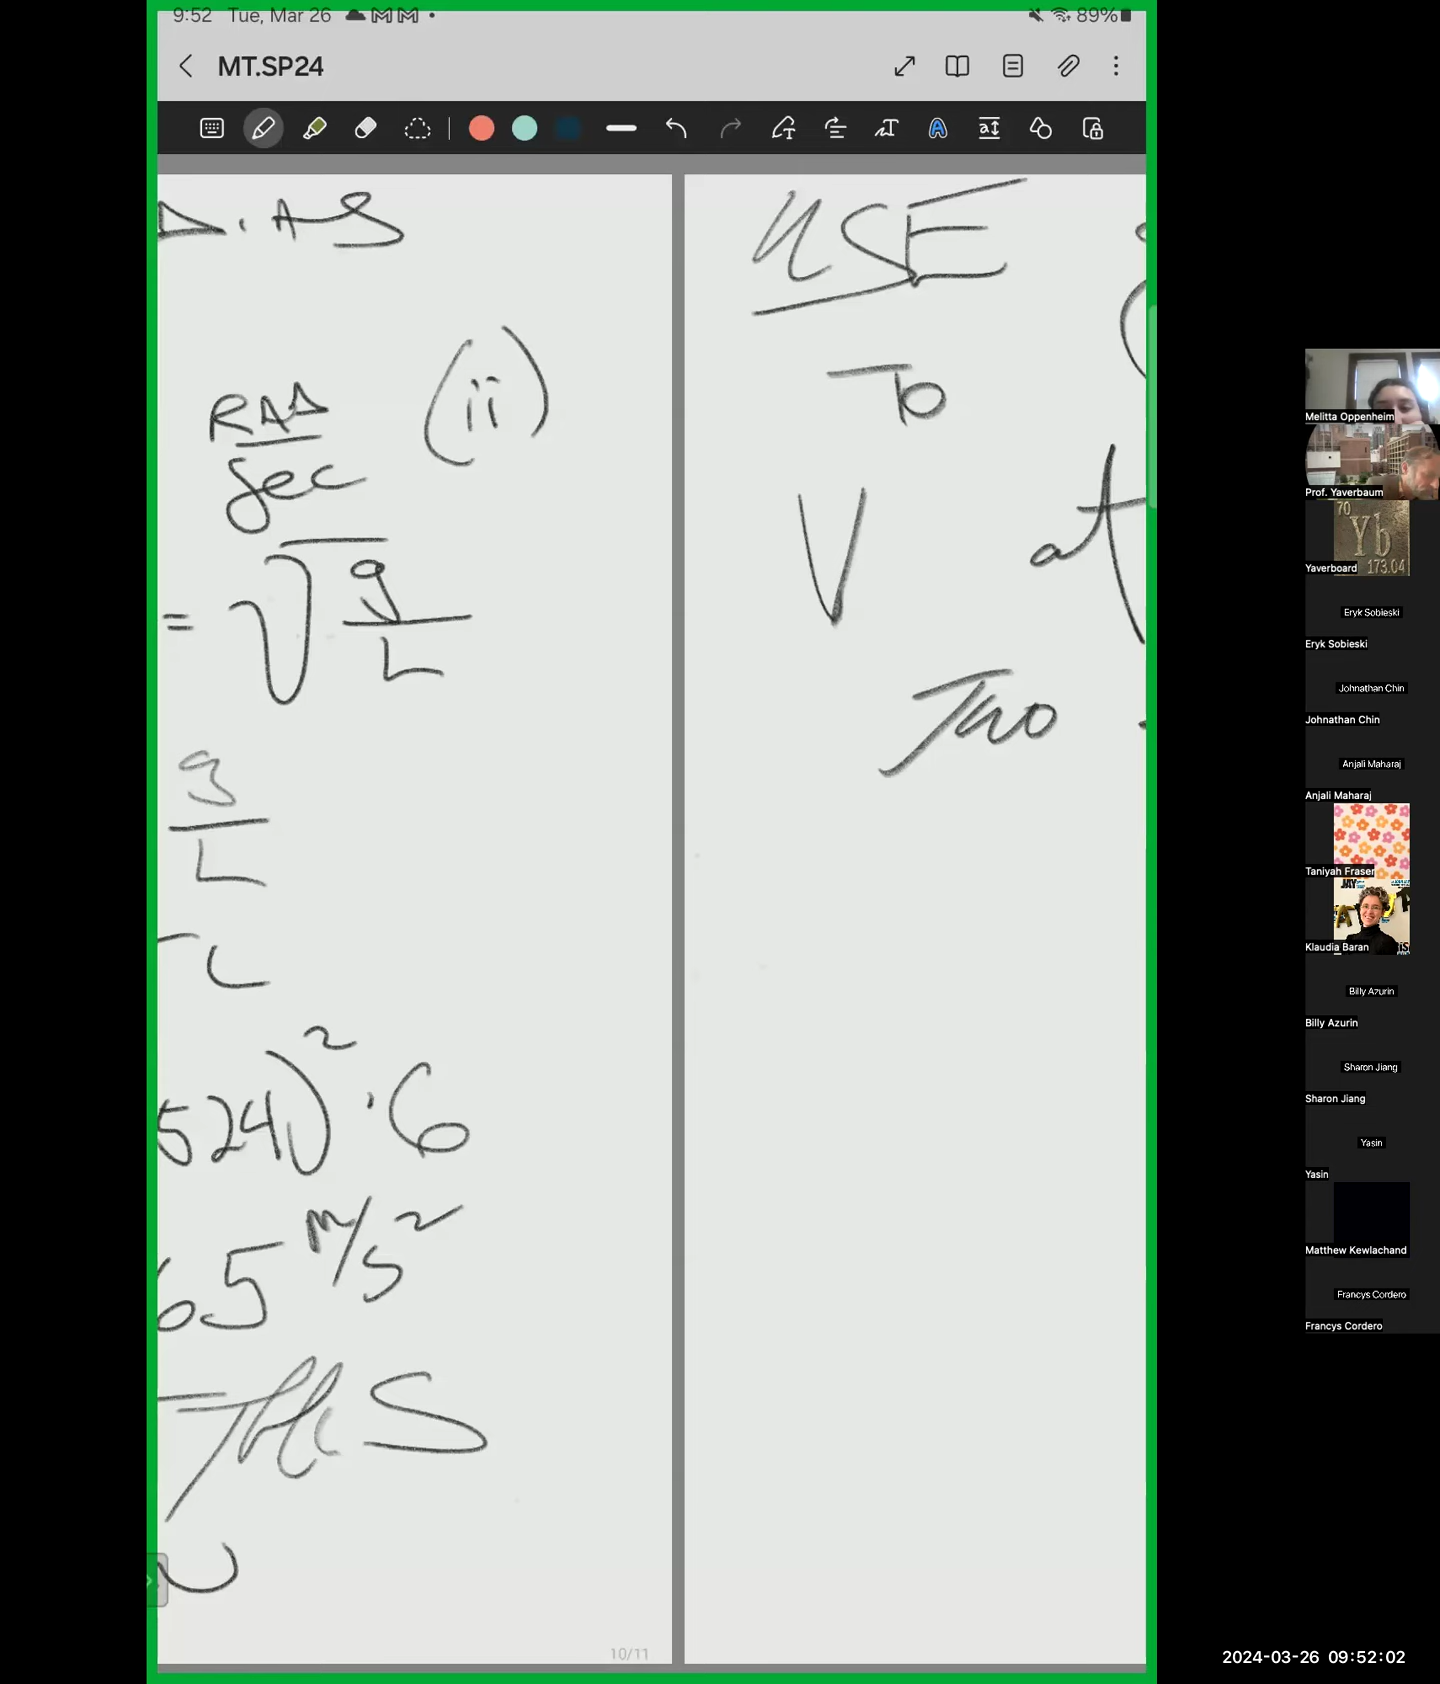 9:52 Tue, Mar 26
89%
MT.SP24
RAD
sec
(ii)
= √ g
L
g
L
524)² · 6
65 m/s²
THIS
10/11
USE
To
V at
TWO
Melitta Oppenheim
Prof. Yaverbaum
70
Yb
173.04
Yaverboard
Eryk Sobieski
Eryk Sobieski
Johnathan Chin
Johnathan Chin
Anjali Maharaj
Anjali Maharaj
Taniyah Fraser
JAY
Klaudia Baran
Billy Azurin
Billy Azurin
Sharon Jiang
Sharon Jiang
Yasin
Yasin
Matthew Kewlachand
Francys Cordero
Francys Cordero
2024-03-26 09:52:02